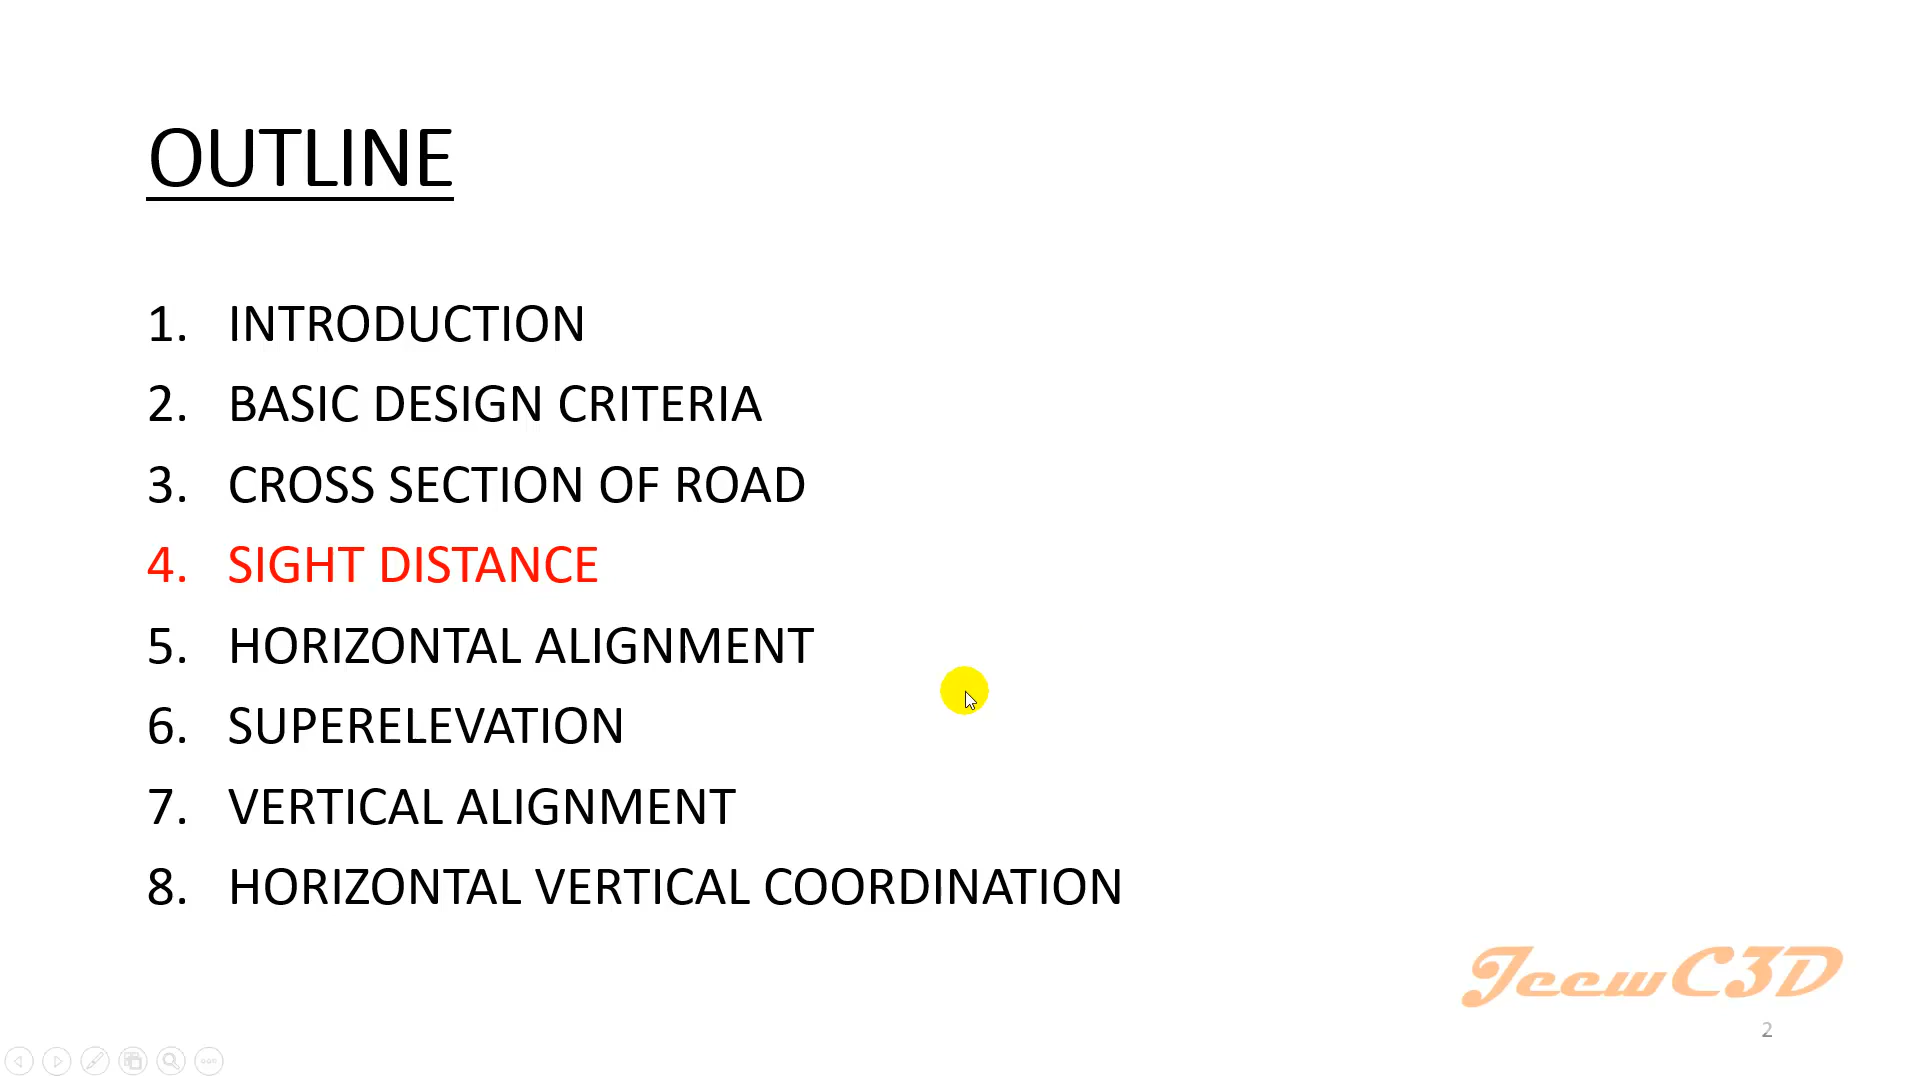 OUTLINE
1. INTRODUCTION
2. BASIC DESIGN CRITERIA
3. CROSS SECTION OF ROAD
4. SIGHT DISTANCE
5. HORIZONTAL ALIGNMENT
6. SUPERELEVATION
7. VERTICAL ALIGNMENT
8. HORIZONTAL VERTICAL COORDINATION
JeewC3D
2